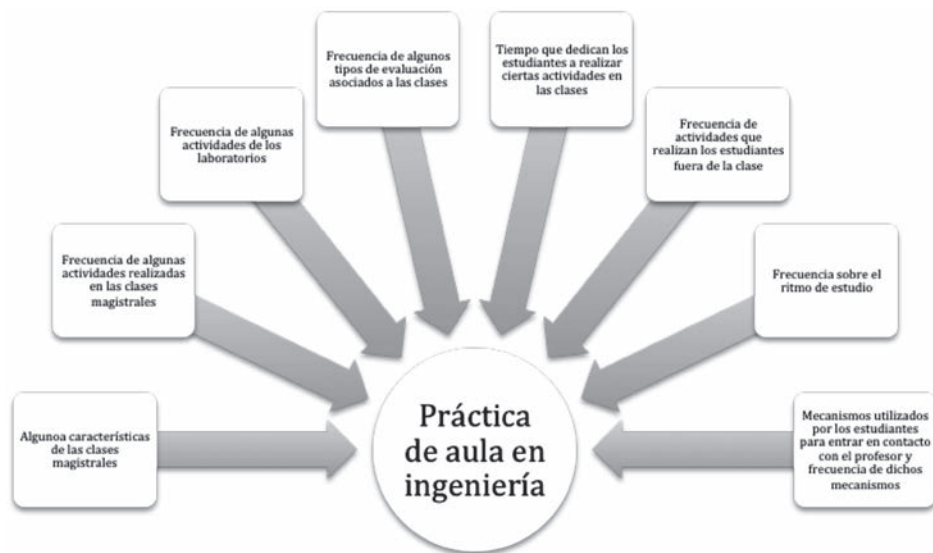 Frecuencia de algunos
tipos de evaluación
asociados a las clases
Tiempo que dedican los
estudiantes a realizar
ciertas actividades en
las clases
Frecuencia de algunas
actividades de los
laboratorios
Frecuencia de
actividades que
realizan los estudiantes
fuera de la clase
Frecuencia de algunas
actividades realizadas
en las clases
magistrales
Frecuencia sobre el
ritmo de estudio
Algunoa características
de las clases
magistrales
Práctica
de aula en
ingeniería
Mecanismos utilizados
por los estudiantes
para entrar en contacto
con el profesor y
frecuencia de dichos
mecanismos